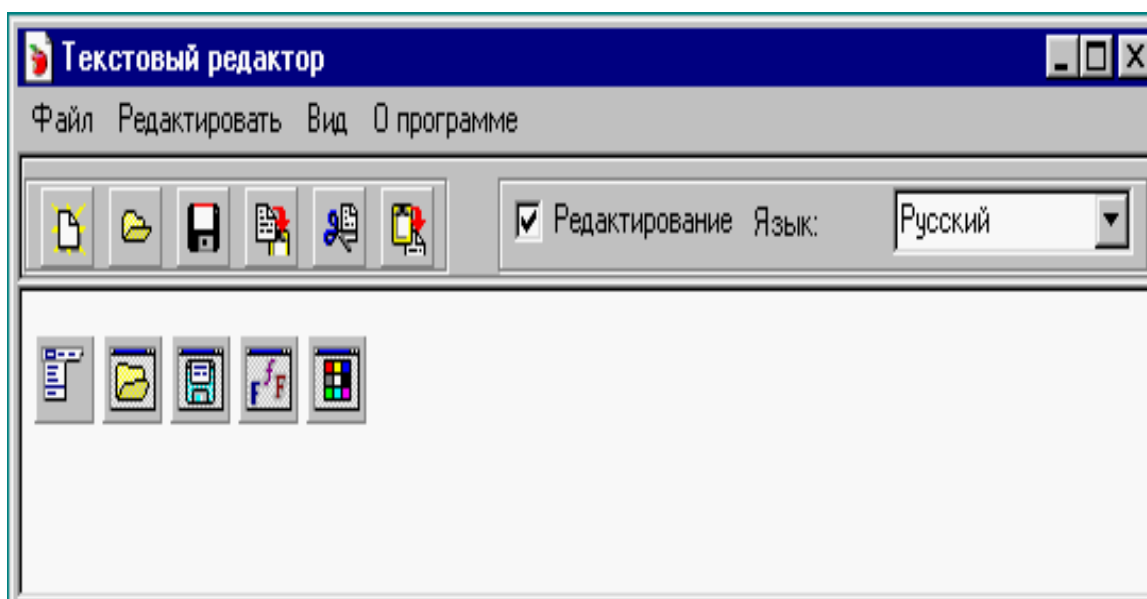 Текстовый редактор
Файл Редактировать Вид О программе
Редактирование Язык: Русский